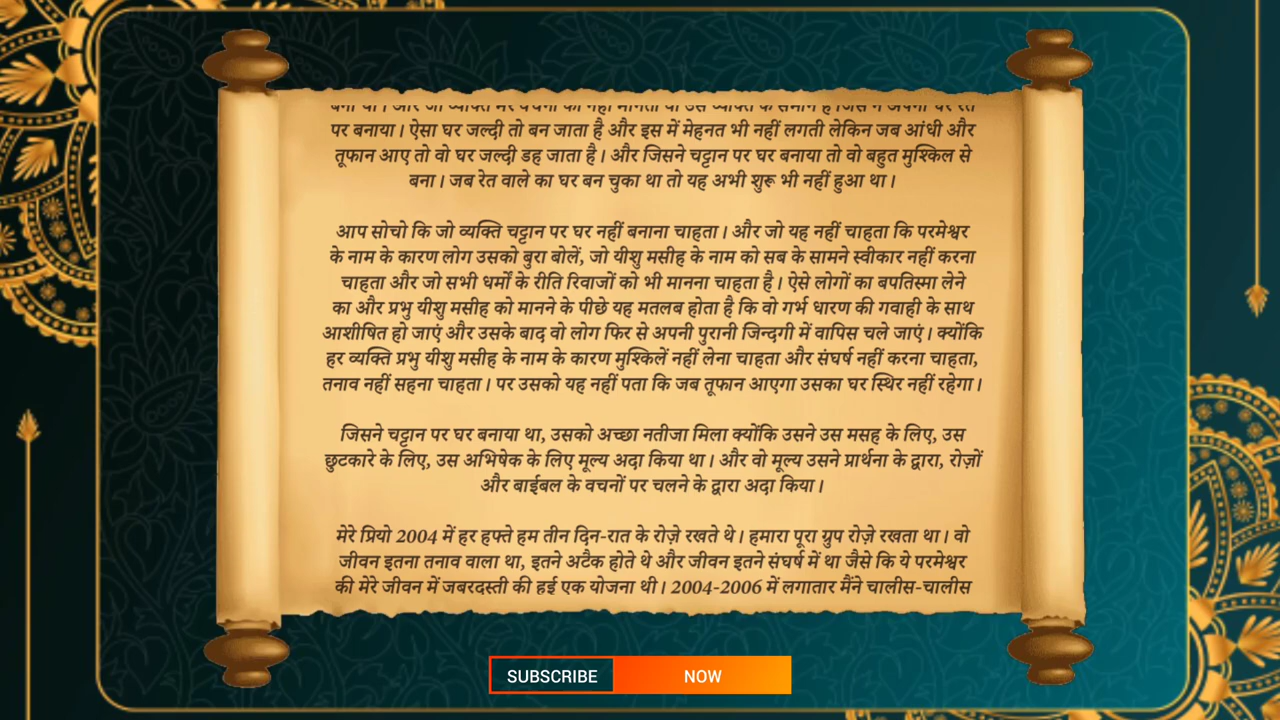 पर बनाया। ऐसा घर जल्दी तो बन जाता है और इस में मेहनत भी नहीं लगती लेकिन जब आंधी और
तूफान आए तो वो घर जल्दी डह जाता है। और जिसने चट्टान पर घर बनाया तो वो बहुत मुश्किल से
बना। जब रेत वाले का घर बन चुका था तो यह अभी शुरू भी नहीं हुआ था।
आप सोचो कि जो व्यक्ति चट्टान पर घर नहीं बनाना चाहता। और जो यह नहीं चाहता कि परमेश्वर
के नाम के कारण लोग उसको बुरा बोलें, जो यीशु मसीह के नाम को सब के सामने स्वीकार नहीं करना
चाहता और जो सभी धर्मों के रीति रिवाजों को भी मानना चाहता है। ऐसे लोगों का बपतिस्मा लेने
का और प्रभु यीशु मसीह को मानने के पीछे यह मतलब होता है कि वो गर्भ धारण की गवाही के साथ
आशीषित हो जाएं और उसके बाद वो लोग फिर से अपनी पुरानी जिन्दगी में वापिस चले जाएं। क्योंकि
हर व्यक्ति प्रभु यीशु मसीह के नाम के कारण मुश्किलें नहीं लेना चाहता और संघर्ष नहीं करना चाहता,
तनाव नहीं सहना चाहता। पर उसको यह नहीं पता कि जब तूफान आएगा उसका घर स्थिर नहीं रहेगा।
जिसने चट्टान पर घर बनाया था, उसको अच्छा नतीजा मिला क्योंकि उसने उस मसह के लिए, उस
छुटकारे के लिए, उस अभिषेक के लिए मूल्य अदा किया था। और वो मूल्य उसने प्रार्थना के द्वारा, रोज़ों
और बाईबल के वचनों पर चलने के द्वारा अदा किया।
मेरे प्रियो 2004 में हर हफ्ते हम तीन दिन-रात के रोज़े रखते थे। हमारा पूरा ग्रुप रोज़े रखता था। वो
जीवन इतना तनाव वाला था, इतने अटैक होते थे और जीवन इतने संघर्ष में था जैसे कि ये परमेश्वर
की मेरे जीवन में जबरदस्ती की हई एक योजना थी। 2004-2006 में लगातार मैंने चालीस-चालीस
SUBSCRIBE NOW